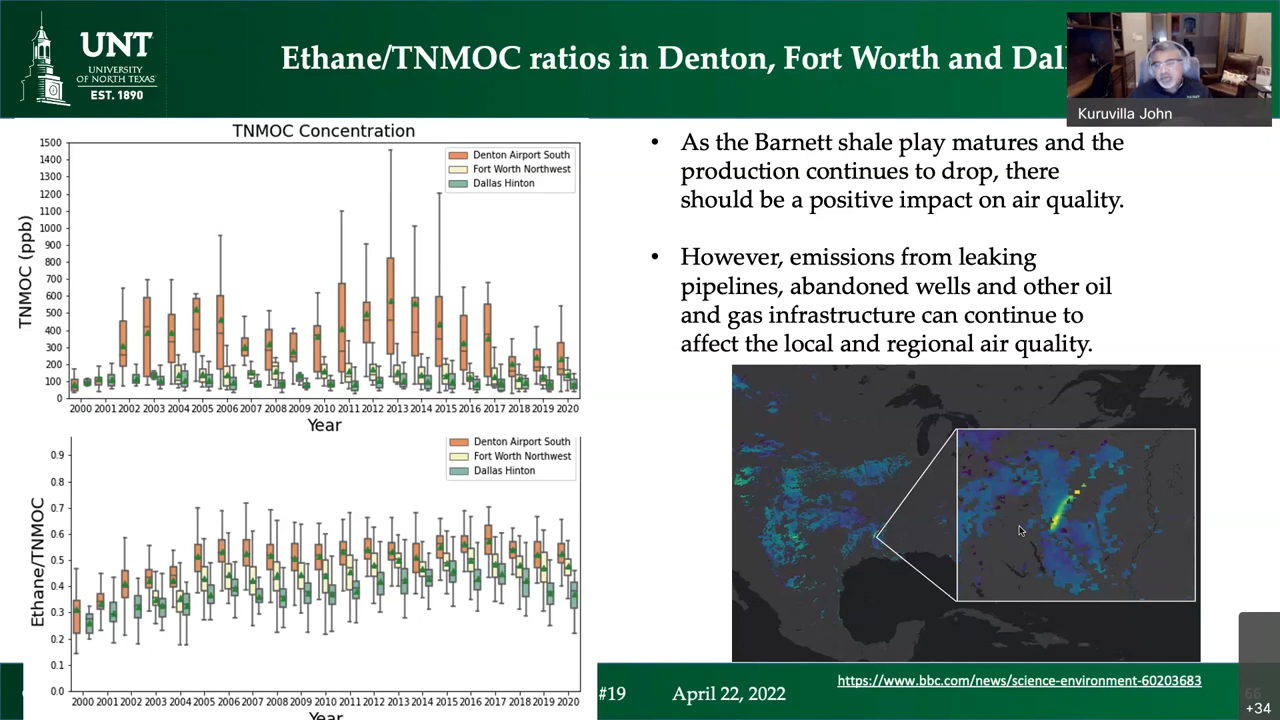 UNT
UNIVERSITY
OF NORTH TEXAS
EST. 1890
Ethane/TNMOC ratios in Denton, Fort Worth and Dal
Kuruvilla John
TNMOC Concentration
TNMOC (ppb)
1500
1400
1300
1200
1100
1000
900
800
700
600
500
400
300
200
100
0
Denton Airport South
Fort Worth Northwest
Dallas Hinton
2000 2001 2002 2003 2004 2005 2006 2007 2008 2009 2010 2011 2012 2013 2014 2015 2016 2017 2018 2019 2020
Year
Ethane/TNMOC
0.9
0.8
0.7
0.6
0.5
0.4
0.3
0.2
0.1
0.0
Denton Airport South
Fort Worth Northwest
Dallas Hinton
2000 2001 2002 2003 2004 2005 2006 2007 2008 2009 2010 2011 2012 2013 2014 2015 2016 2017 2018 2019 2020
Year
• As the Barnett shale play matures and the
production continues to drop, there
should be a positive impact on air quality.
• However, emissions from leaking
pipelines, abandoned wells and other oil
and gas infrastructure can continue to
affect the local and regional air quality.
#19
April 22, 2022
https://www.bbc.com/news/science-environment-60203683
66
+34